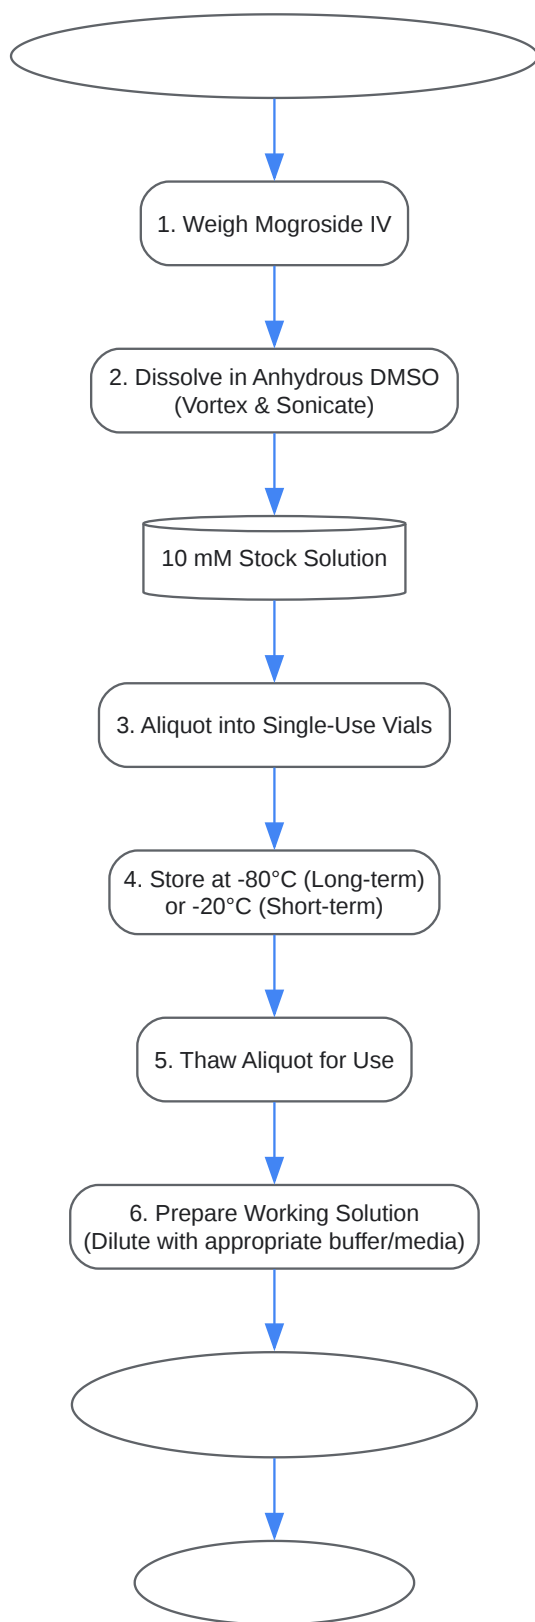 1. Weigh Mogroside IV
2. Dissolve in Anhydrous DMSO
(Vortex & Sonicate)
10 mM Stock Solution
3. Aliquot into Single-Use Vials
4. Store at -80°C (Long-term)
or -20°C (Short-term)
5. Thaw Aliquot for Use
6. Prepare Working Solution
(Dilute with appropriate buffer/media)